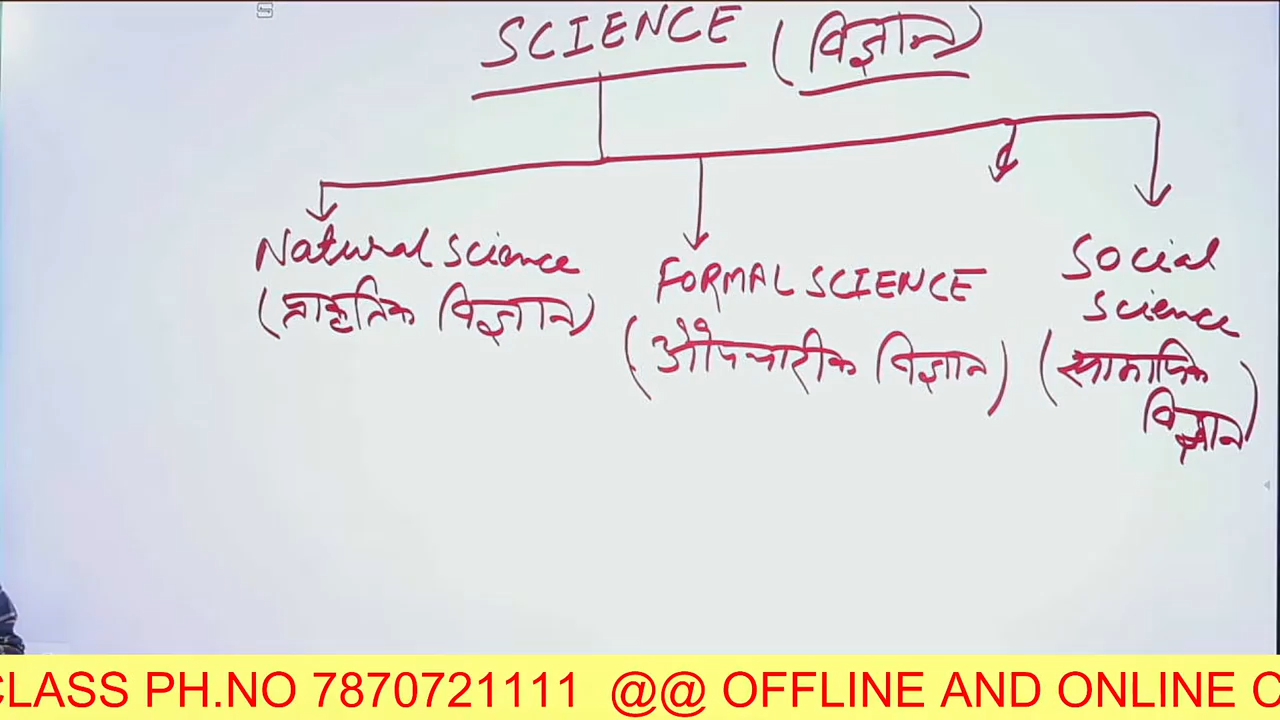 SCIENCE (विज्ञान)
Natural Science
(प्राकृतिक विज्ञान)
FORMAL SCIENCE
(औपचारीक विज्ञान)
Social
Science
(सामाजिक
विज्ञान)
CLASS PH.NO 7870721111 @@ OFFLINE AND ONLINE C